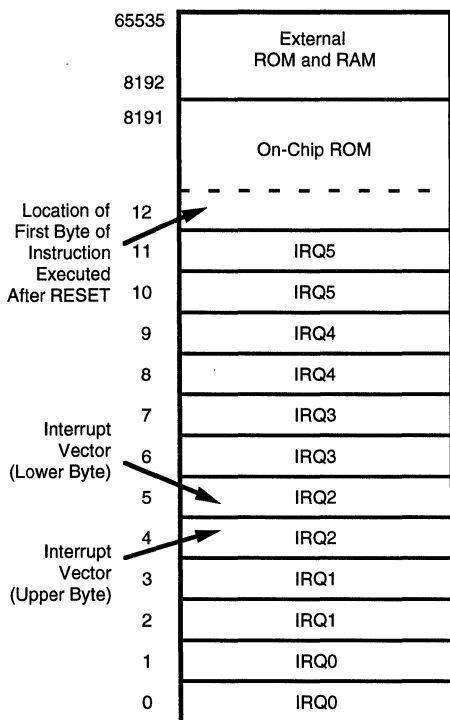 65535
External
ROM and RAM
8192
8191
On-Chip ROM
Location of
First Byte of
Instruction
Executed
After RESET
12
11 IRQ5
10 IRQ5
9 IRQ4
8 IRQ4
7 IRQ3
Interrupt
Vector
(Lower Byte)
6 IRQ3
5 IRQ2
4 IRQ2
Interrupt
Vector
(Upper Byte)
3 IRQ1
2 IRQ1
1 IRQ0
0 IRQ0